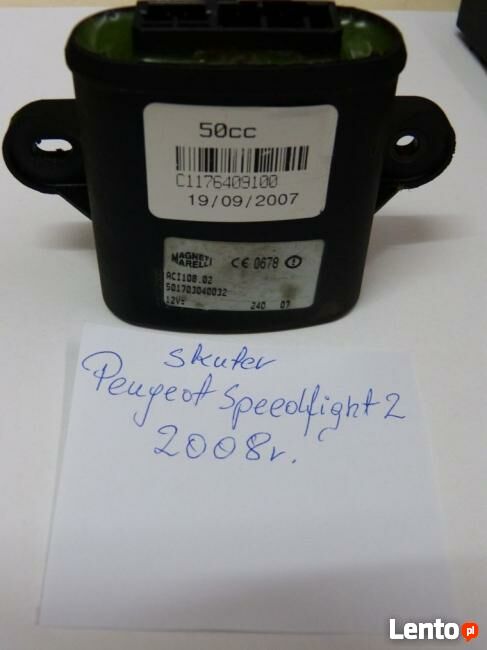 50cc
C1176409100
19/09/2007
MAGNETI
MARELLI
CE 0678
ACI108.02
501703040032
12V⎓ 240 07
skuter
Peugeot Speedfight 2
2008r.
Lento.pl